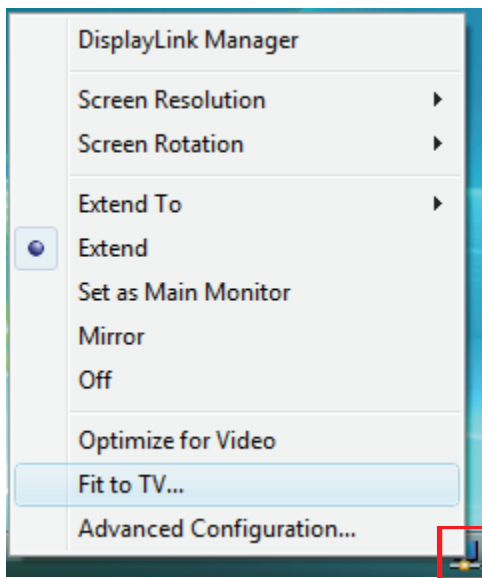 DisplayLink Manager
Screen Resolution
Screen Rotation
Extend To
Extend
Set as Main Monitor
Mirror
Off
Optimize for Video
Fit to TV...
Advanced Configuration...